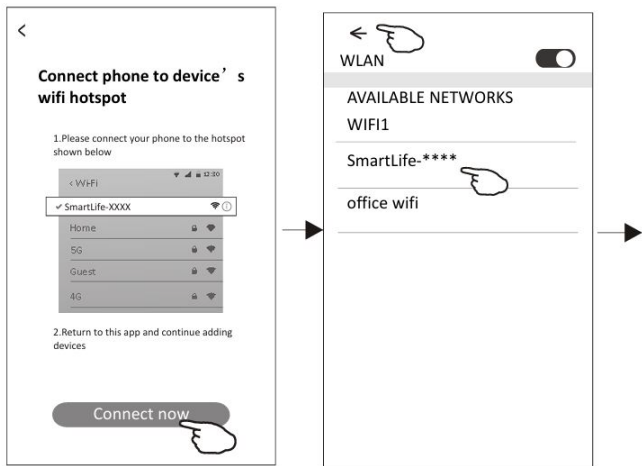 Connect phone to device's
wifi hotspot
1.Please connect your phone to the hotspot
shown below
12:00
< Wi-Fi
SmartLife-XXXX
Home
5G
Guest
4G
2.Return to this app and continue adding
devices
Connect now
WLAN
AVAILABLE NETWORKS
WIFI1
SmartLife-****
office wifi